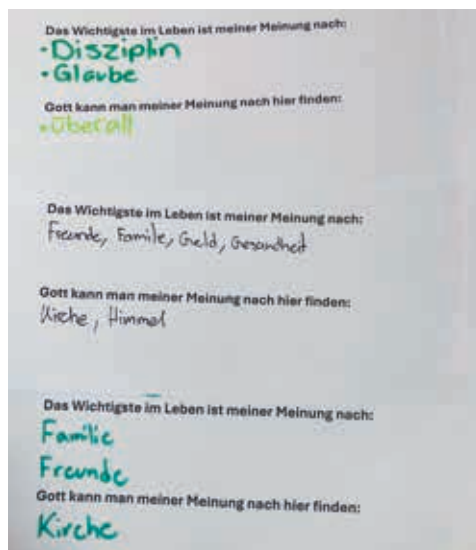 Das Wichtigste im Leben ist meiner Meinung nach:
• Disziplin
• Glaube
Gott kann man meiner Meinung nach hier finden:
• Überall
Das Wichtigste im Leben ist meiner Meinung nach:
Freunde, Familie, Geld, Gesundheit
Gott kann man meiner Meinung nach hier finden:
Kirche, Himmel
Das Wichtigste im Leben ist meiner Meinung nach:
Familie
Freunde
Gott kann man meiner Meinung nach hier finden:
Kirche